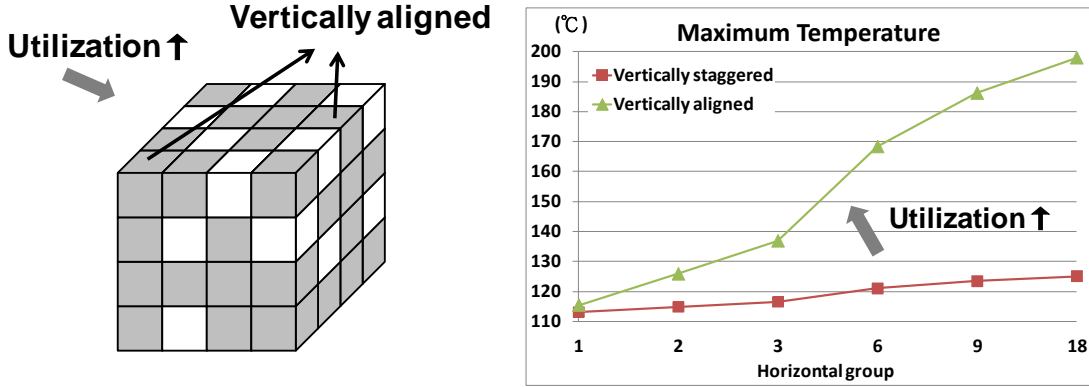 Vertically aligned
Utilization ↑
(℃)
Maximum Temperature
200
190
180
170
160
150
140
130
120
110
Vertically staggered
Vertically aligned
Utilization ↑
1 2 3 6 9 18
Horizontal group